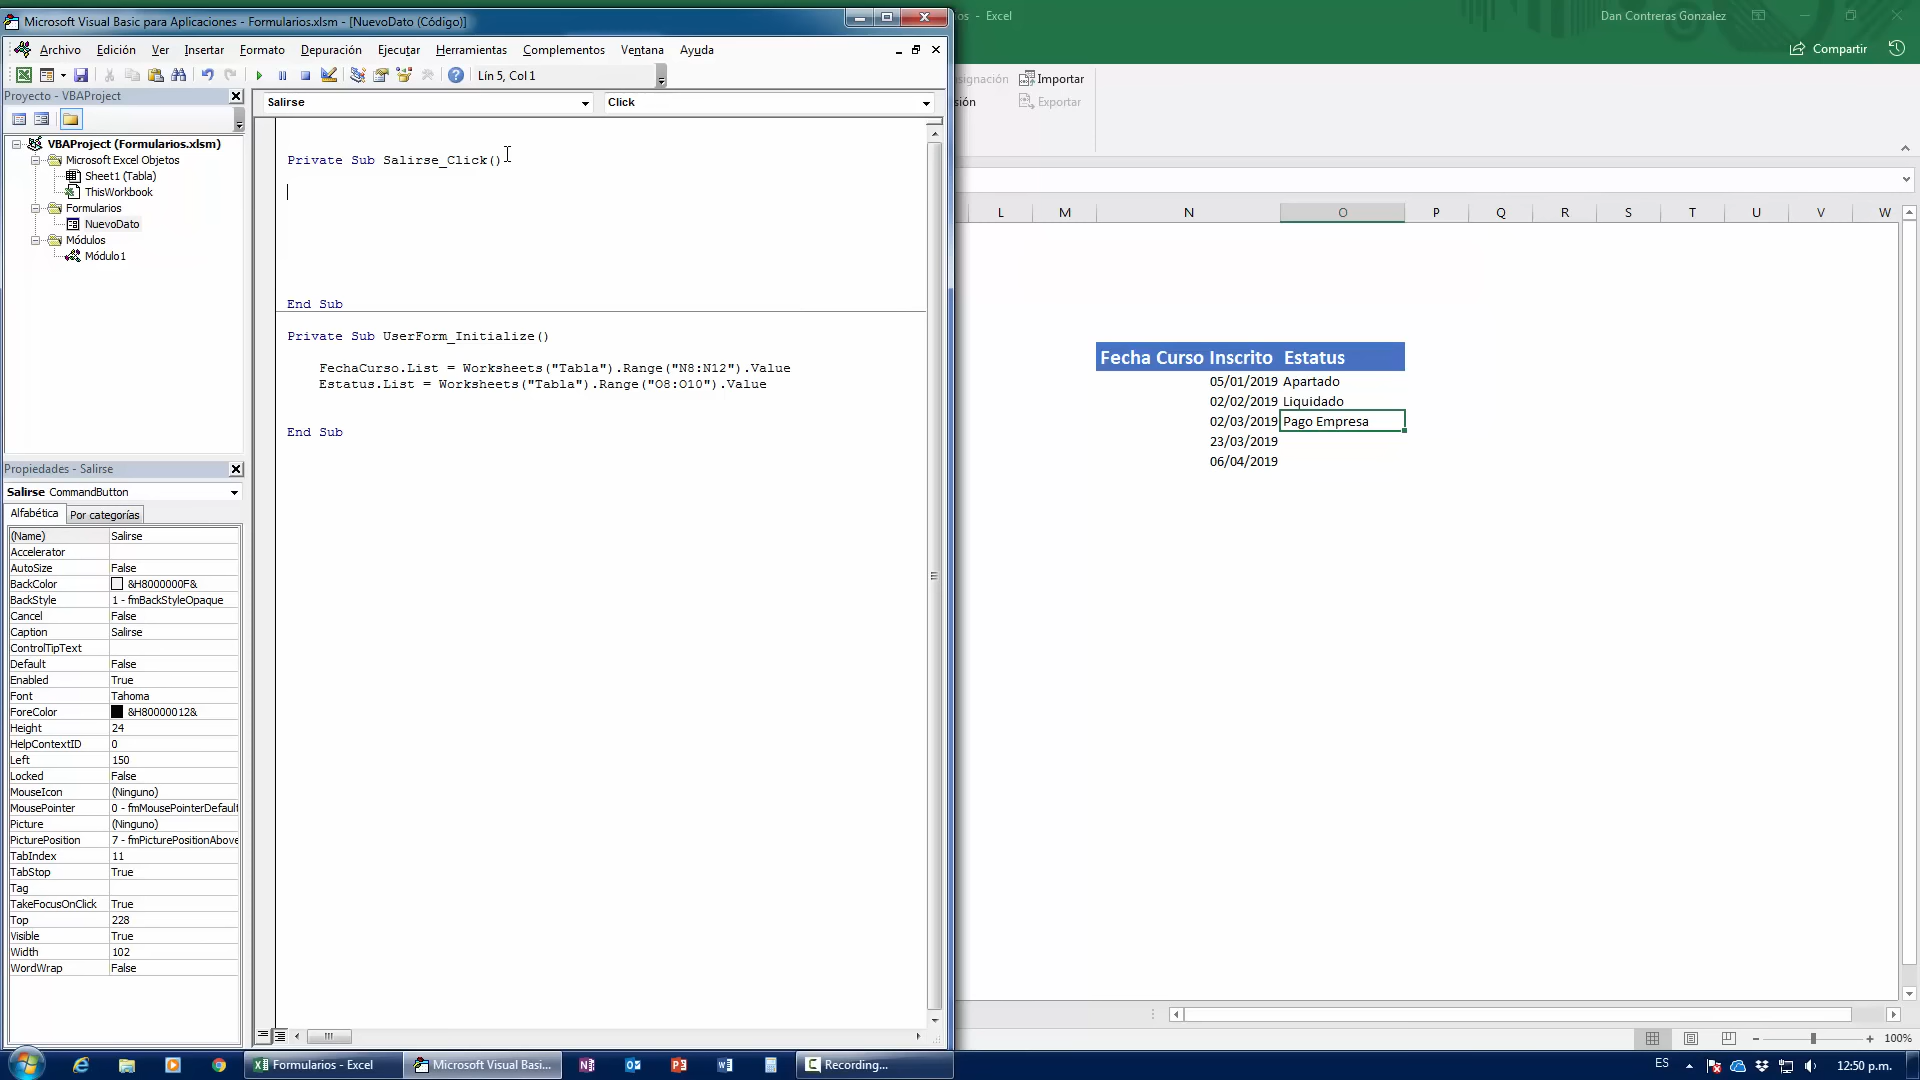 Microsoft Visual Basic para Aplicaciones - Formularios.xlsm - [NuevoDato (Código)]
os - Excel
Dan Contreras Gonzalez
Archivo Edición Ver Insertar Formato Depuración Ejecutar Herramientas Complementos Ventana Ayuda
Compartir
Lín 5, Col 1
signación Importar
sión Exportar
Proyecto - VBAProject
Salirse Click
VBAProject (Formularios.xlsm)
Microsoft Excel Objetos
Sheet1 (Tabla)
ThisWorkbook
Formularios
NuevoDato
Módulos
Módulo1
Private Sub Salirse_Click()
End Sub
Private Sub UserForm_Initialize()
FechaCurso.List = Worksheets("Tabla").Range("N8:N12").Value
Estatus.List = Worksheets("Tabla").Range("O8:O10").Value
End Sub
L M N O P Q R S T U V W
Fecha Curso Inscrito Estatus
05/01/2019 Apartado
02/02/2019 Liquidado
02/03/2019 Pago Empresa
23/03/2019
06/04/2019
Propiedades - Salirse
Salirse CommandButton
Alfabética Por categorías
(Name) Salirse
Accelerator
AutoSize False
BackColor &H8000000F&
BackStyle 1 - fmBackStyleOpaque
Cancel False
Caption Salirse
ControlTipText
Default False
Enabled True
Font Tahoma
ForeColor &H80000012&
Height 24
HelpContextID 0
Left 150
Locked False
MouseIcon (Ninguno)
MousePointer 0 - fmMousePointerDefault
Picture (Ninguno)
PicturePosition 7 - fmPicturePositionAbove
TabIndex 11
TabStop True
Tag
TakeFocusOnClick True
Top 228
Visible True
Width 102
WordWrap False
100%
Formularios - Excel
Microsoft Visual Basi...
Recording...
ES
12:50 p.m.